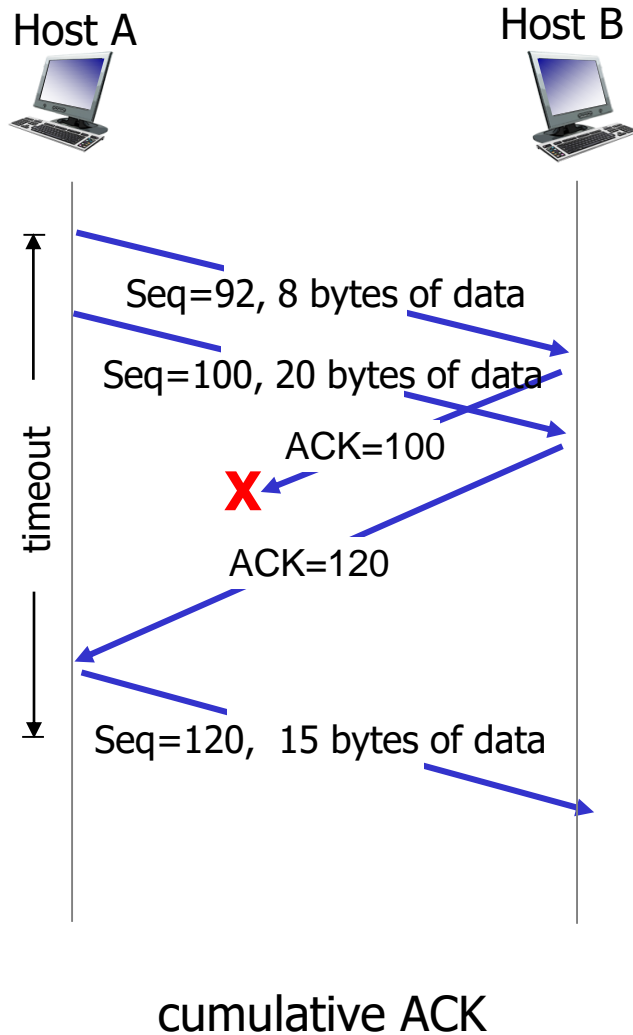 Host A
Host B
Seq=92, 8 bytes of data
Seq=100, 20 bytes of data
ACK=100
X
timeout
ACK=120
Seq=120, 15 bytes of data
cumulative ACK